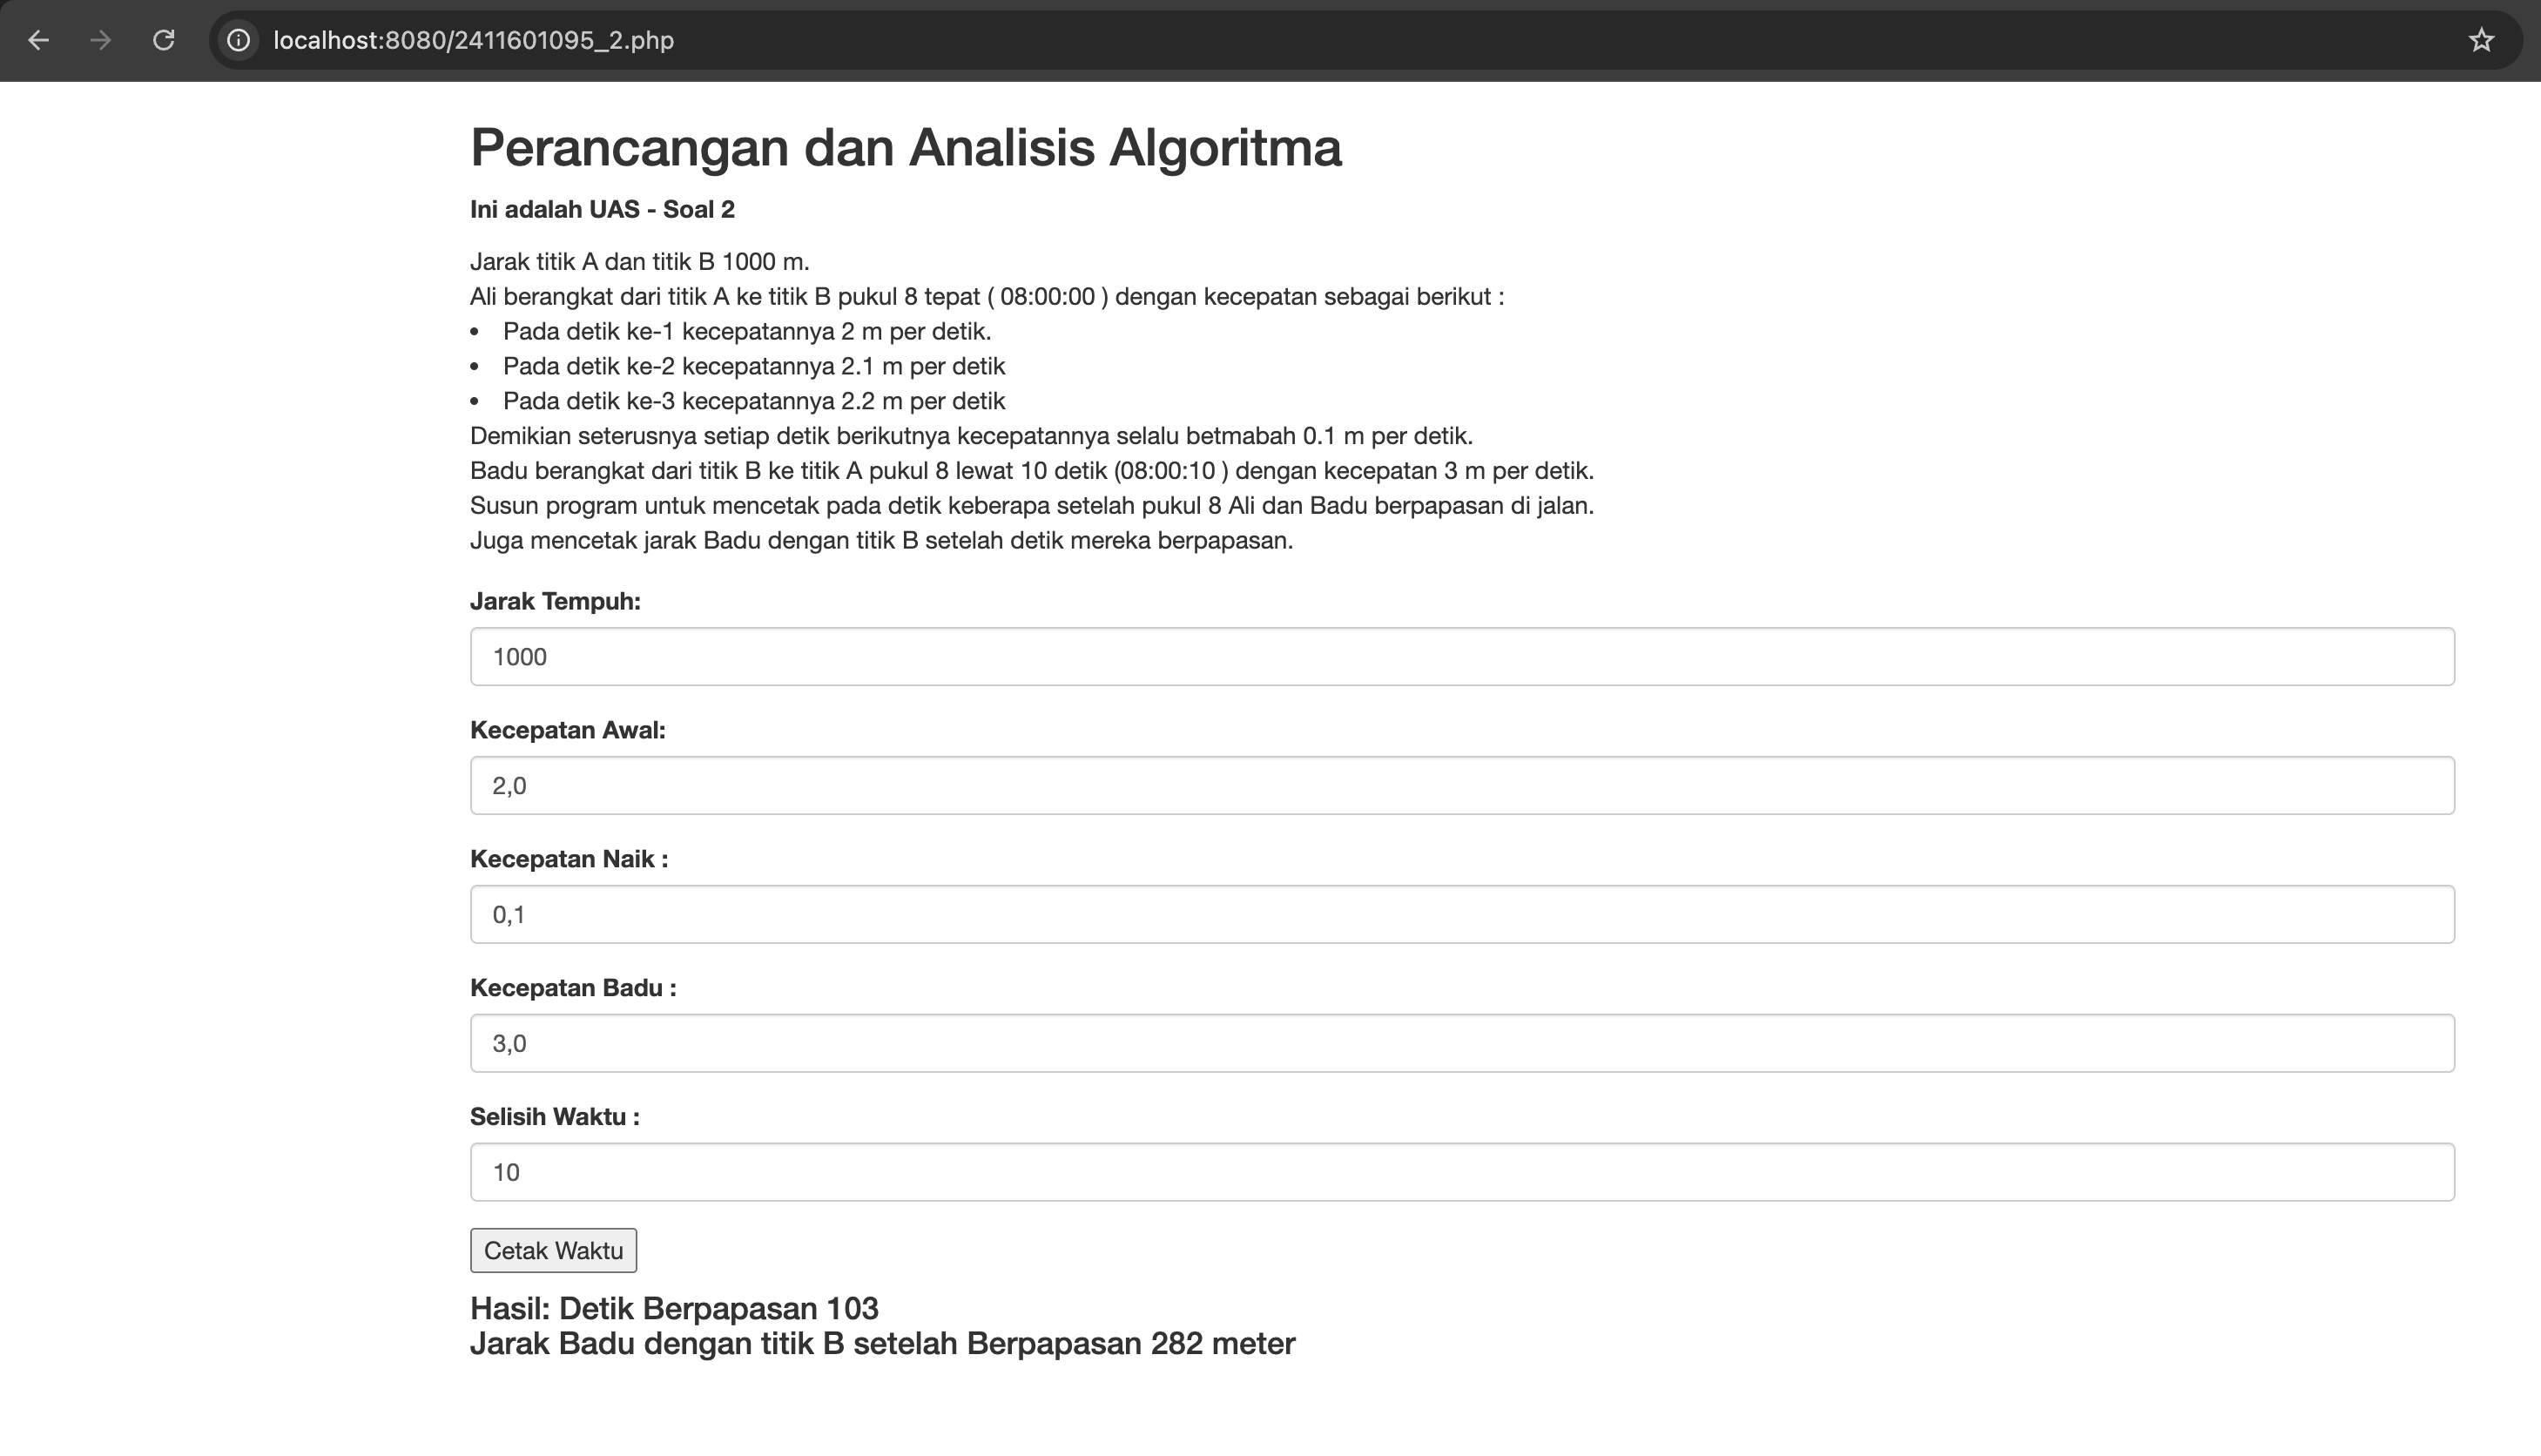 localhost:8080/2411601095_2.php
Perancangan dan Analisis Algoritma
Ini adalah UAS - Soal 2
Jarak titik A dan titik B 1000 m.
Ali berangkat dari titik A ke titik B pukul 8 tepat ( 08:00:00 ) dengan kecepatan sebagai berikut :
• Pada detik ke-1 kecepatannya 2 m per detik.
• Pada detik ke-2 kecepatannya 2.1 m per detik
• Pada detik ke-3 kecepatannya 2.2 m per detik
Demikian seterusnya setiap detik berikutnya kecepatannya selalu betmabah 0.1 m per detik.
Badu berangkat dari titik B ke titik A pukul 8 lewat 10 detik (08:00:10 ) dengan kecepatan 3 m per detik.
Susun program untuk mencetak pada detik keberapa setelah pukul 8 Ali dan Badu berpapasan di jalan.
Juga mencetak jarak Badu dengan titik B setelah detik mereka berpapasan.
Jarak Tempuh:
1000
Kecepatan Awal:
2,0
Kecepatan Naik :
0,1
Kecepatan Badu :
3,0
Selisih Waktu :
10
Cetak Waktu
Hasil: Detik Berpapasan 103
Jarak Badu dengan titik B setelah Berpapasan 282 meter